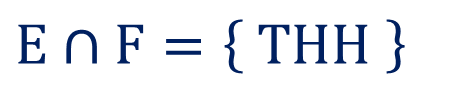 E ∩ F = { THH }